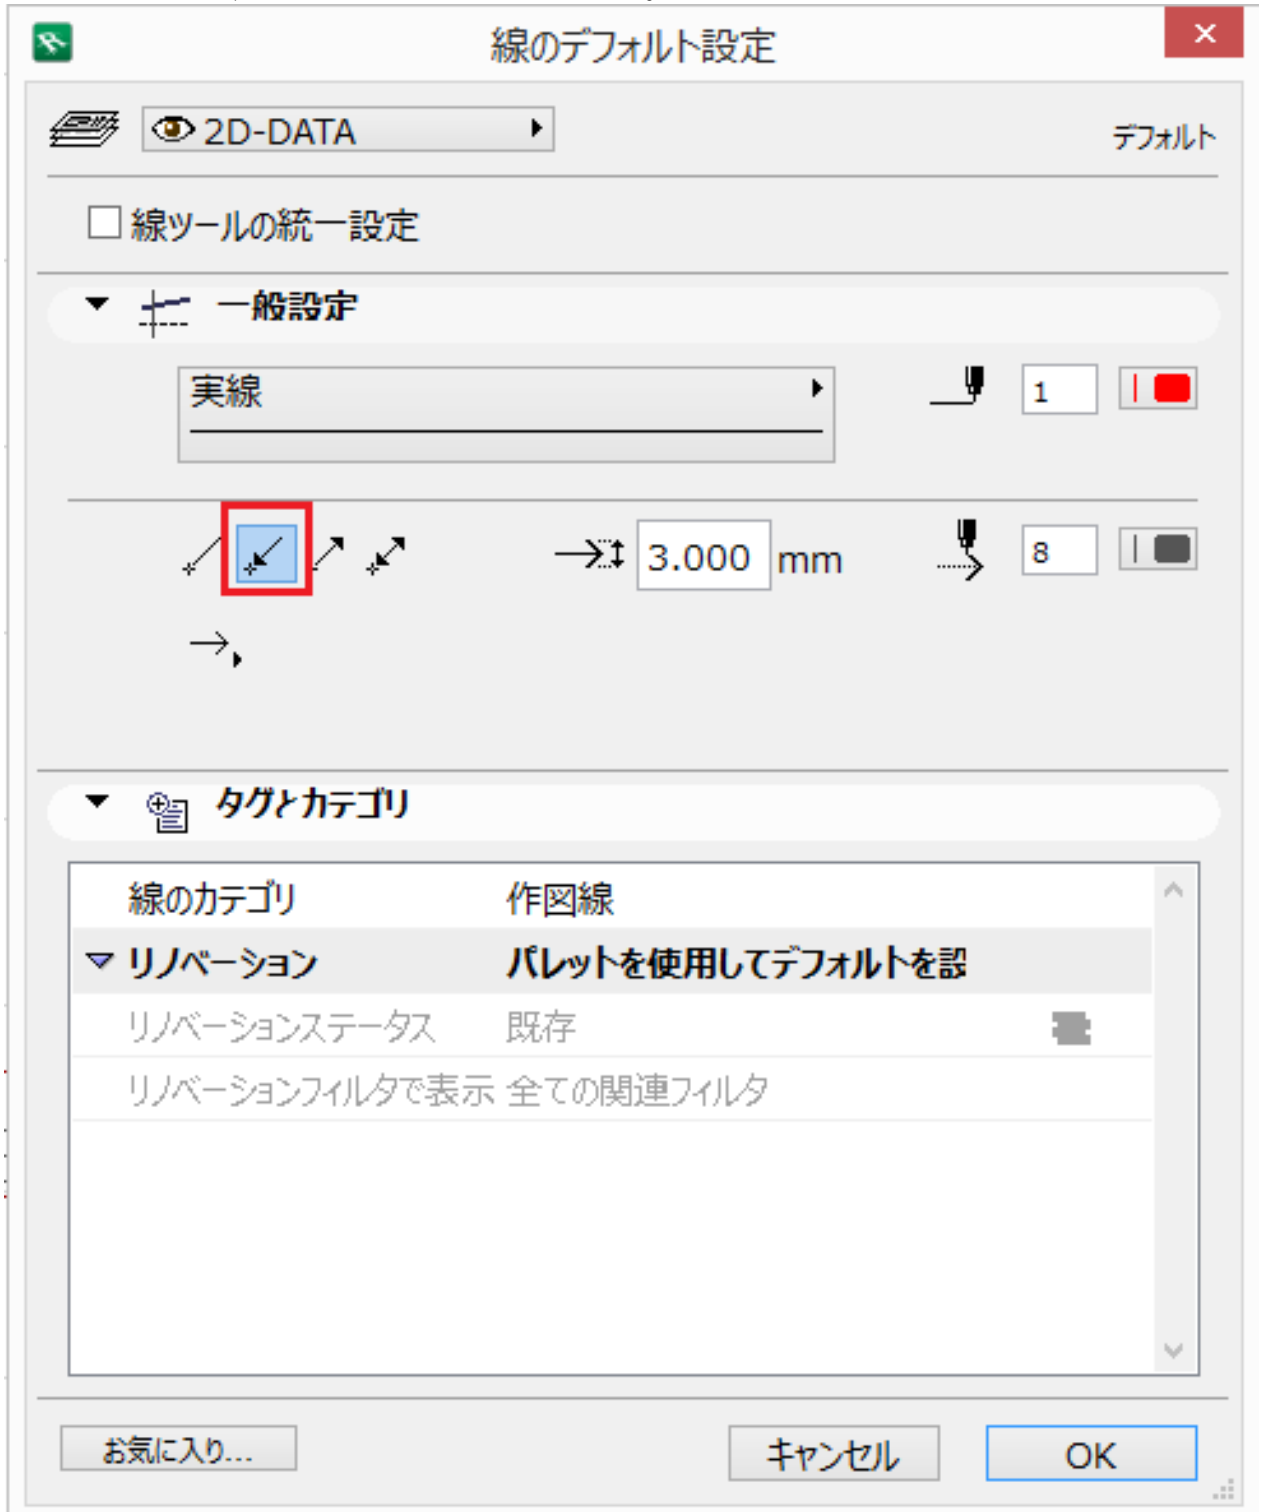 線のデフォルト設定
2D-DATA
デフォルト
線ツールの統一設定
一般設定
実線
1
3.000 mm
8
タグとカテゴリ
線のカテゴリ 作図線
リノベーション パレットを使用してデフォルトを設
リノベーションステータス 既存
リノベーションフィルタで表示 全ての関連フィルタ
お気に入り... キャンセル OK